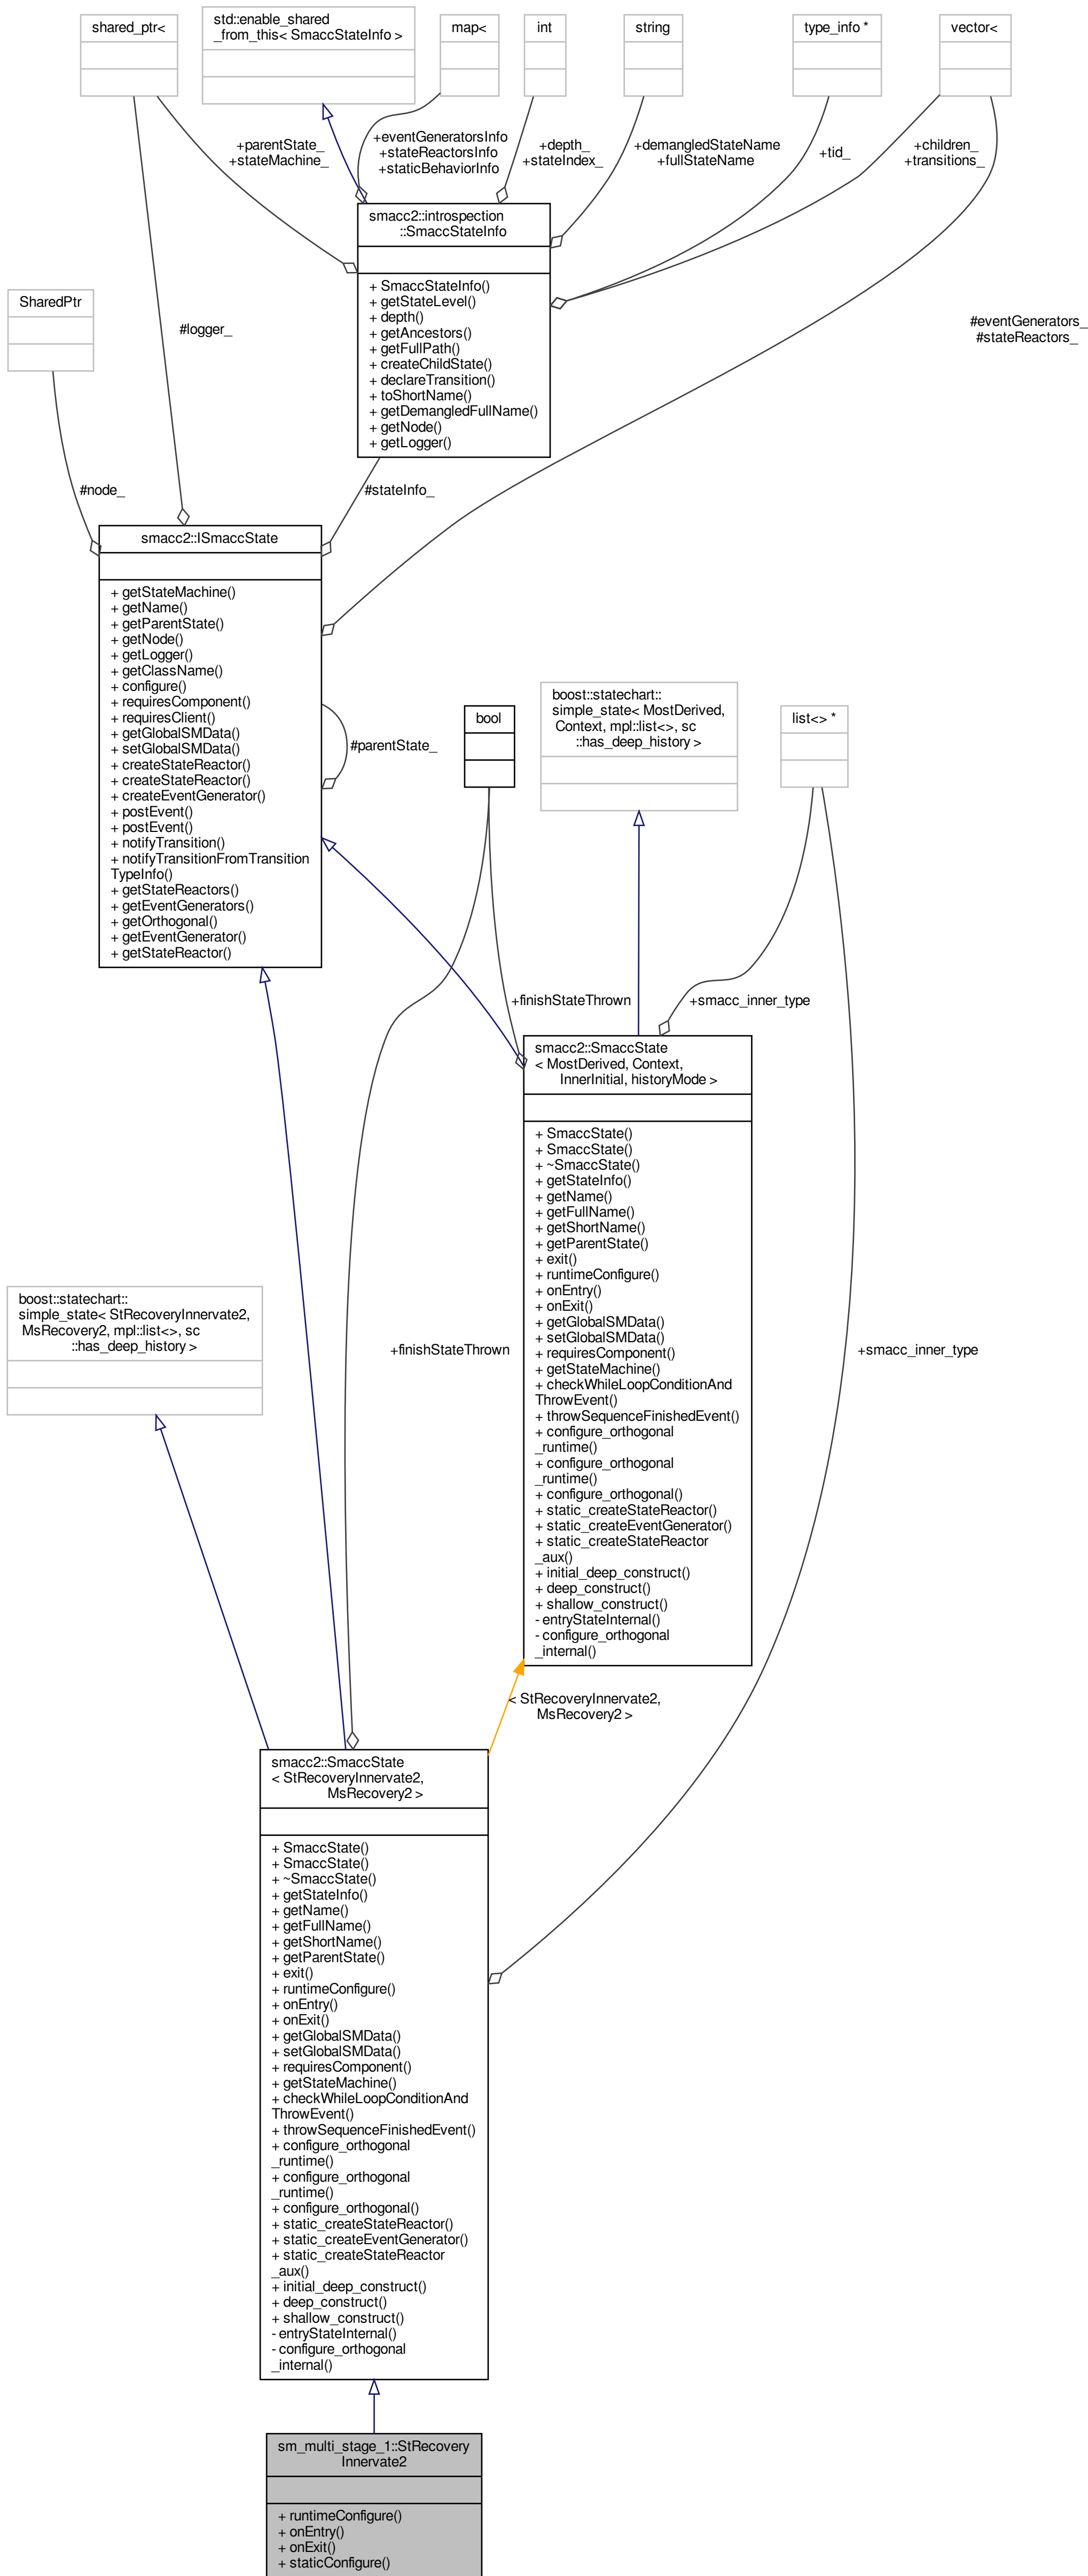 shared_ptr<
std::enable_shared
_from_this< SmaccStateInfo >
map<
int
string
type_info *
vector<
+parentState_
+stateMachine_
+eventGeneratorsInfo
+stateReactorsInfo
+staticBehaviorInfo
+depth_
+stateIndex_
+demangledStateName
+fullStateName
+tid_
+children_
+transitions_
smacc2::introspection
::SmaccStateInfo
+ SmaccStateInfo()
+ getStateLevel()
+ depth()
+ getAncestors()
+ getFullPath()
+ createChildState()
+ declareTransition()
+ toShortName()
+ getDemangledFullName()
+ getNode()
+ getLogger()
SharedPtr
#logger_
#eventGenerators_
#stateReactors_
#node_
#stateInfo_
smacc2::ISmaccState
+ getStateMachine()
+ getName()
+ getParentState()
+ getNode()
+ getLogger()
+ getClassName()
+ configure()
+ requiresComponent()
+ requiresClient()
+ getGlobalSMData()
+ setGlobalSMData()
+ createStateReactor()
+ createStateReactor()
+ createEventGenerator()
+ postEvent()
+ postEvent()
+ notifyTransition()
+ notifyTransitionFromTransition
TypeInfo()
+ getStateReactors()
+ getEventGenerators()
+ getOrthogonal()
+ getEventGenerator()
+ getStateReactor()
#parentState_
bool
boost::statechart::
simple_state< MostDerived,
Context, mpl::list<>, sc
::has_deep_history >
list<> *
+finishStateThrown
+smacc_inner_type
smacc2::SmaccState
< MostDerived, Context,
InnerInitial, historyMode >
+ SmaccState()
+ SmaccState()
+ ~SmaccState()
+ getStateInfo()
+ getName()
+ getFullName()
+ getShortName()
+ getParentState()
+ exit()
+ runtimeConfigure()
+ onEntry()
+ onExit()
+ getGlobalSMData()
+ setGlobalSMData()
+ requiresComponent()
+ getStateMachine()
+ checkWhileLoopConditionAnd
ThrowEvent()
+ throwSequenceFinishedEvent()
+ configure_orthogonal
_runtime()
+ configure_orthogonal
_runtime()
+ configure_orthogonal()
+ static_createStateReactor()
+ static_createEventGenerator()
+ static_createStateReactor
_aux()
+ initial_deep_construct()
+ deep_construct()
+ shallow_construct()
- entryStateInternal()
- configure_orthogonal
_internal()
boost::statechart::
simple_state< StRecoveryInnervate2,
MsRecovery2, mpl::list<>, sc
::has_deep_history >
+finishStateThrown
+smacc_inner_type
< StRecoveryInnervate2,
MsRecovery2 >
smacc2::SmaccState
< StRecoveryInnervate2,
MsRecovery2 >
+ SmaccState()
+ SmaccState()
+ ~SmaccState()
+ getStateInfo()
+ getName()
+ getFullName()
+ getShortName()
+ getParentState()
+ exit()
+ runtimeConfigure()
+ onEntry()
+ onExit()
+ getGlobalSMData()
+ setGlobalSMData()
+ requiresComponent()
+ getStateMachine()
+ checkWhileLoopConditionAnd
ThrowEvent()
+ throwSequenceFinishedEvent()
+ configure_orthogonal
_runtime()
+ configure_orthogonal
_runtime()
+ configure_orthogonal()
+ static_createStateReactor()
+ static_createEventGenerator()
+ static_createStateReactor
_aux()
+ initial_deep_construct()
+ deep_construct()
+ shallow_construct()
- entryStateInternal()
- configure_orthogonal
_internal()
sm_multi_stage_1::StRecovery
Innervate2
+ runtimeConfigure()
+ onEntry()
+ onExit()
+ staticConfigure()